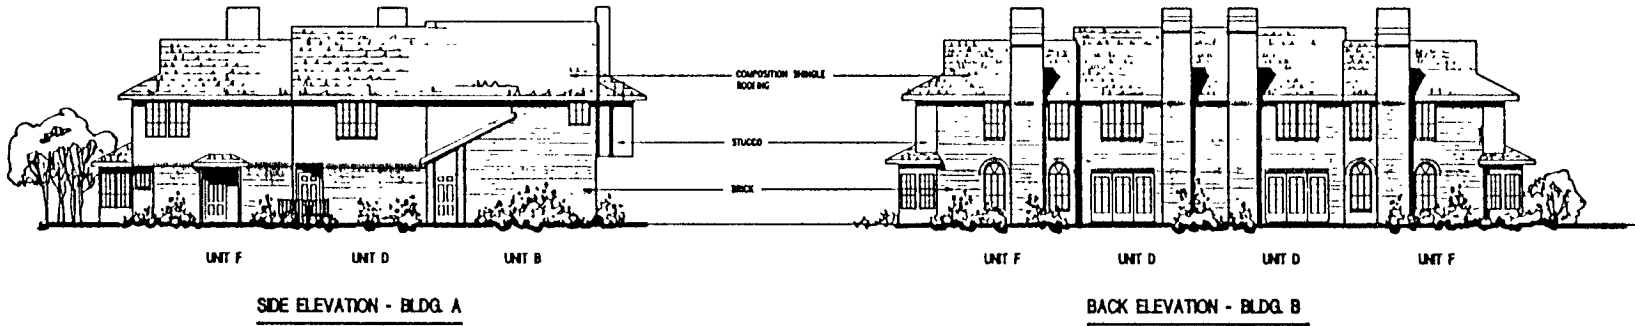 COMPOSITION SHINGLE
ROOFING
STUCCO
BRICK
UNIT F UNIT D UNIT B
UNIT F UNIT D UNIT D UNIT F
SIDE ELEVATION - BLDG. A
BACK ELEVATION - BLDG. B